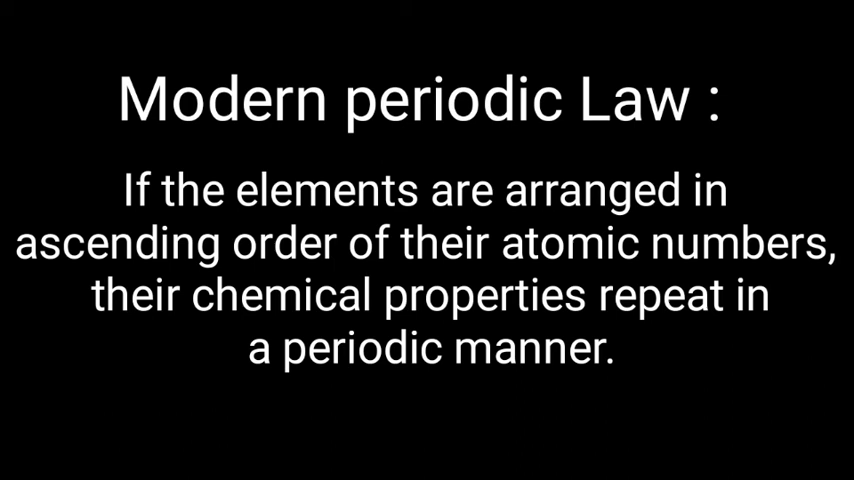 Modern periodic Law :
If the elements are arranged in
ascending order of their atomic numbers,
their chemical properties repeat in
a periodic manner.